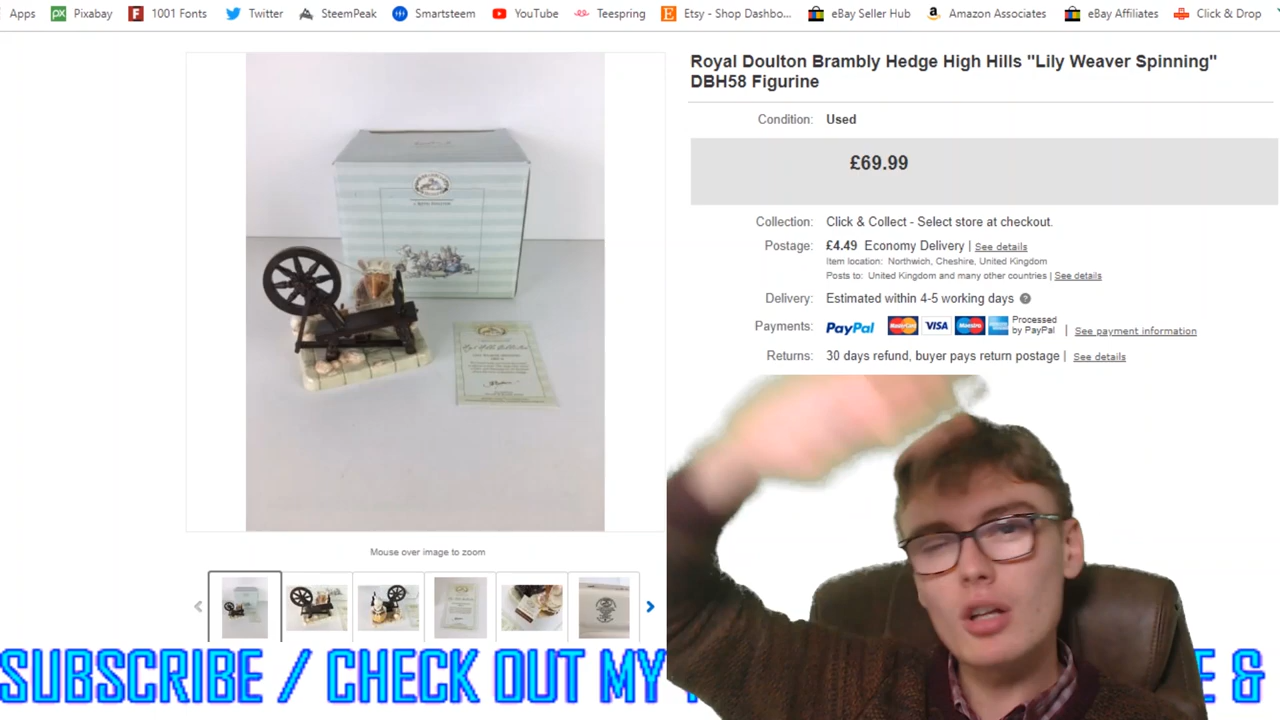 Apps Pixabay 1001 Fonts Twitter SteemPeak Smartsteem YouTube Teespring Etsy - Shop Dashbo... eBay Seller Hub Amazon Associates eBay Affiliates Click & Drop
Royal Doulton Brambly Hedge High Hills "Lily Weaver Spinning"
DBH58 Figurine
Condition: Used
£69.99
Collection: Click & Collect - Select store at checkout.
Postage: £4.49 Economy Delivery | See details
Item location: Northwich, Cheshire, United Kingdom
Posts to: United Kingdom and many other countries | See details
Delivery: Estimated within 4-5 working days
Payments: PayPal MasterCard VISA Maestro Processed by PayPal | See payment information
Returns: 30 days refund, buyer pays return postage | See details
Mouse over image to zoom
SUBSCRIBE / CHECK OUT MY E &